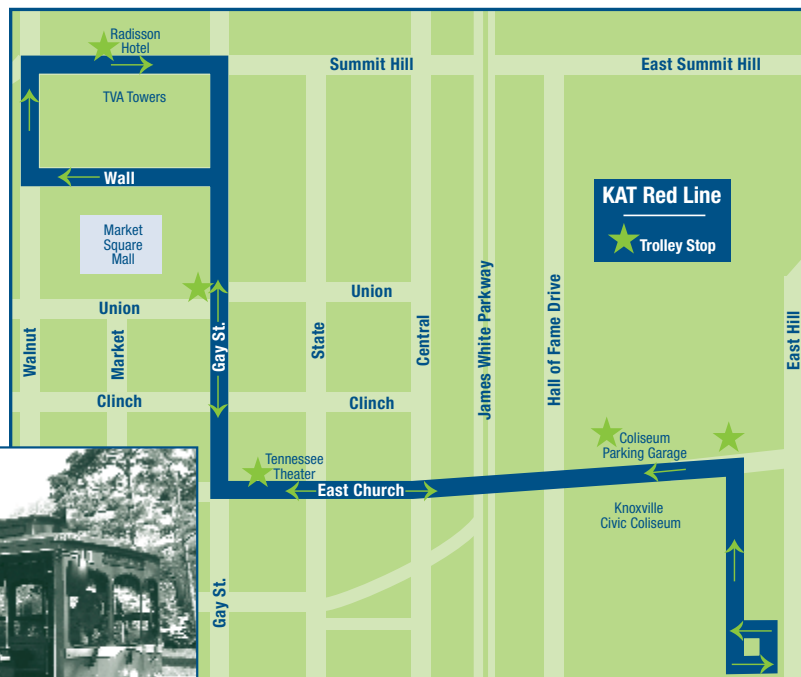 Radisson
Hotel
Summit Hill
East Summit Hill
TVA Towers
Wall
KAT Red Line
Trolley Stop
Market
Square
Mall
Union
Union
Walnut
Market
Gay St.
State
Central
James White Parkway
Hall of Fame Drive
East Hill
Clinch
Clinch
Tennessee
Theater
Coliseum
Parking Garage
East Church
Knoxville
Civic Coliseum
Gay St.